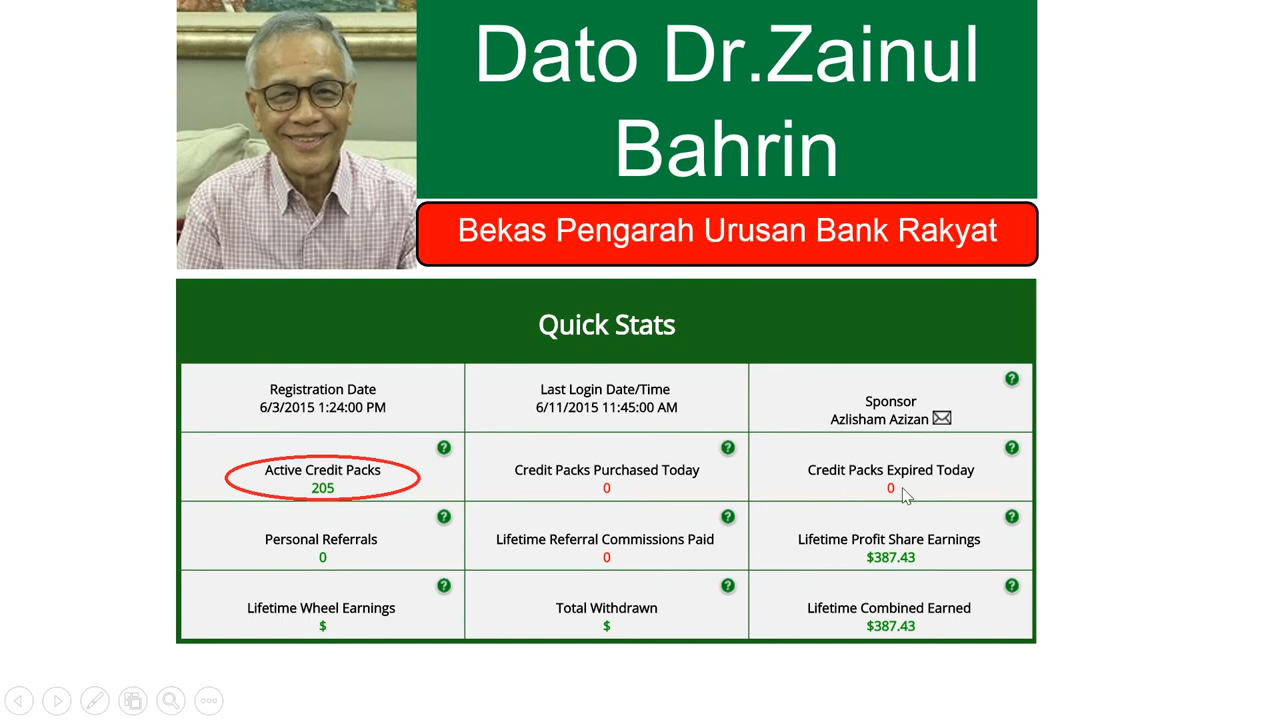 Dato Dr.Zainul
Bahrin
Bekas Pengarah Urusan Bank Rakyat
Quick Stats
Registration Date
6/3/2015 1:24:00 PM
Last Login Date/Time
6/11/2015 11:45:00 AM
?
Sponsor
Azlisham Azizan
?
Active Credit Packs
205
?
Credit Packs Purchased Today
0
?
Credit Packs Expired Today
0
?
Personal Referrals
0
?
Lifetime Referral Commissions Paid
0
?
Lifetime Profit Share Earnings
$387.43
?
Lifetime Wheel Earnings
$
?
Total Withdrawn
$
?
Lifetime Combined Earned
$387.43